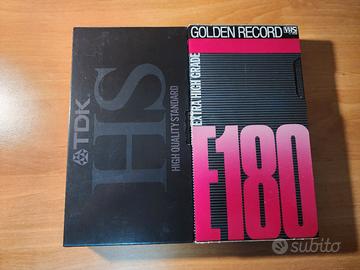 TDK
HS
HIGH QUALITY STANDARD
GOLDEN RECORD VHS
EXTRA HIGH GRADE
E180
subito